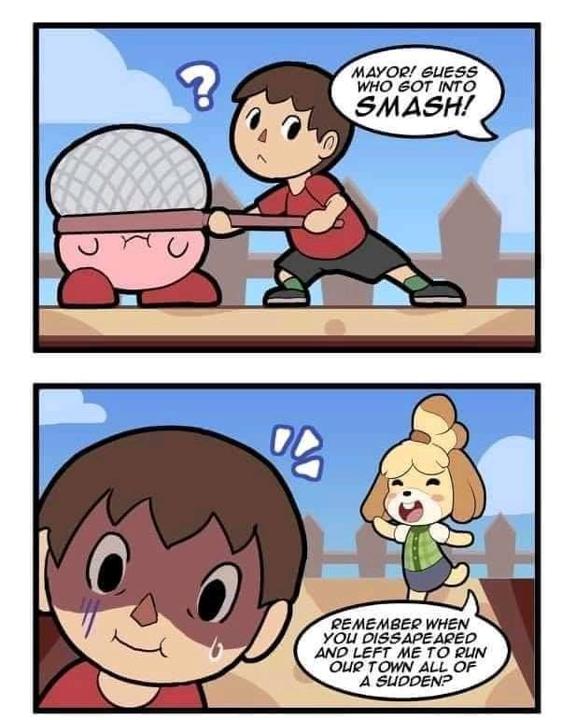 ?
MAYOR! GUESS
WHO GOT INTO
SMASH!
REMEMBER WHEN
YOU DISSAPEARED
AND LEFT ME TO RUN
OUR TOWN ALL OF
A SUDDEN?